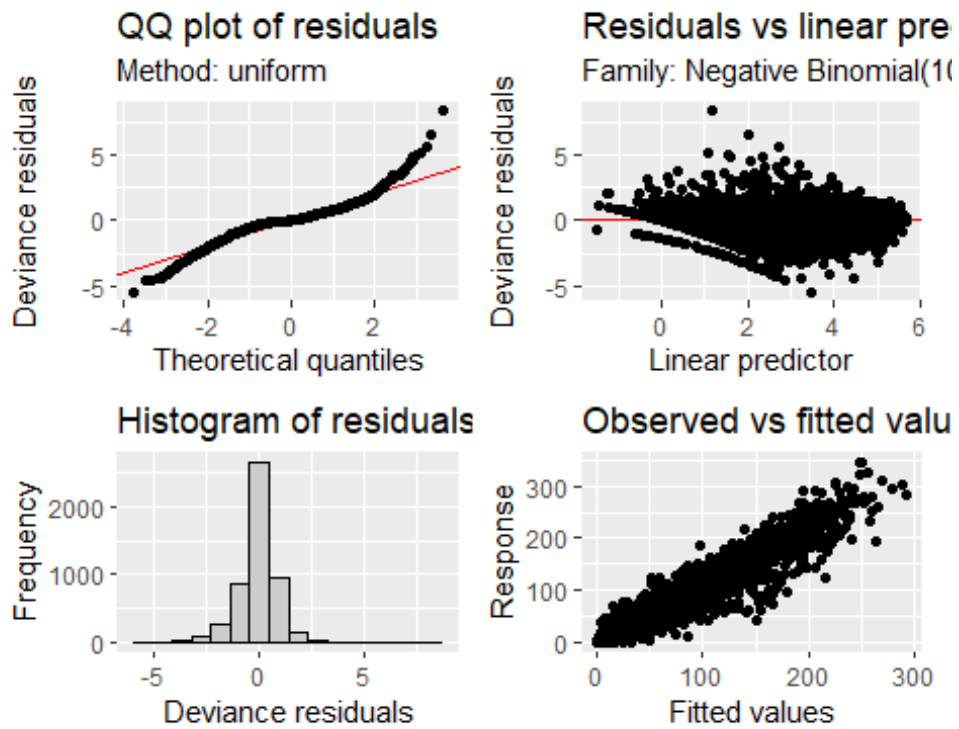 QQ plot of residuals
Method: uniform
Deviance residuals
5
0
-5
-4
-2
0
2
Theoretical quantiles
Residuals vs linear pre
Family: Negative Binomial(10
Deviance residuals
5
0
-5
0
2
4
6
Linear predictor
Histogram of residuals
Frequency
2000
1000
0
-5
0
5
Deviance residuals
Observed vs fitted valu
Response
300
200
100
0
0
100
200
300
Fitted values